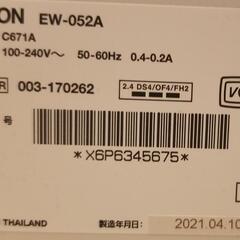 ON EW-052A
C671A
100-240V～ 50-60Hz 0.4-0.2A
R 003-170262
2.4 DS4/OF4/FH2
VC
号
*X6P6345675*
THAILAND
製造年月日: 2021.04.10